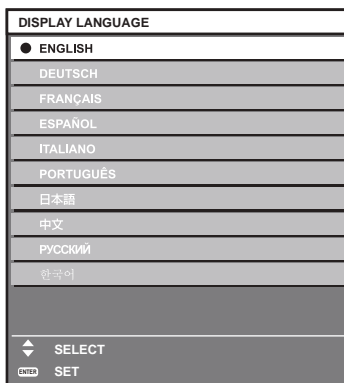 DISPLAY LANGUAGE
ENGLISH
DEUTSCH
FRANÇAIS
ESPAÑOL
ITALIANO
PORTUGUÊS
日本語
中文
РУССКИЙ
한국어
SELECT
ENTER SET